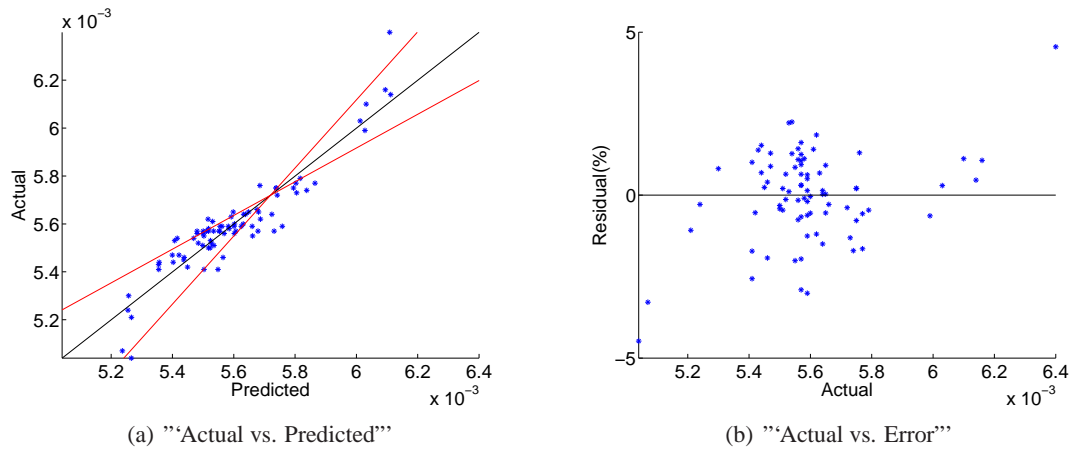 x 10⁻³
6.2
6
5.8
5.6
5.4
5.2
Actual
5.2 5.4 5.6 5.8 6 6.2 6.4
Predicted
x 10⁻³
(a) ”‘Actual vs. Predicted”’
5
0
−5
Residual(%)
5.2 5.4 5.6 5.8 6 6.2 6.4
Actual
x 10⁻³
(b) ”‘Actual vs. Error”’